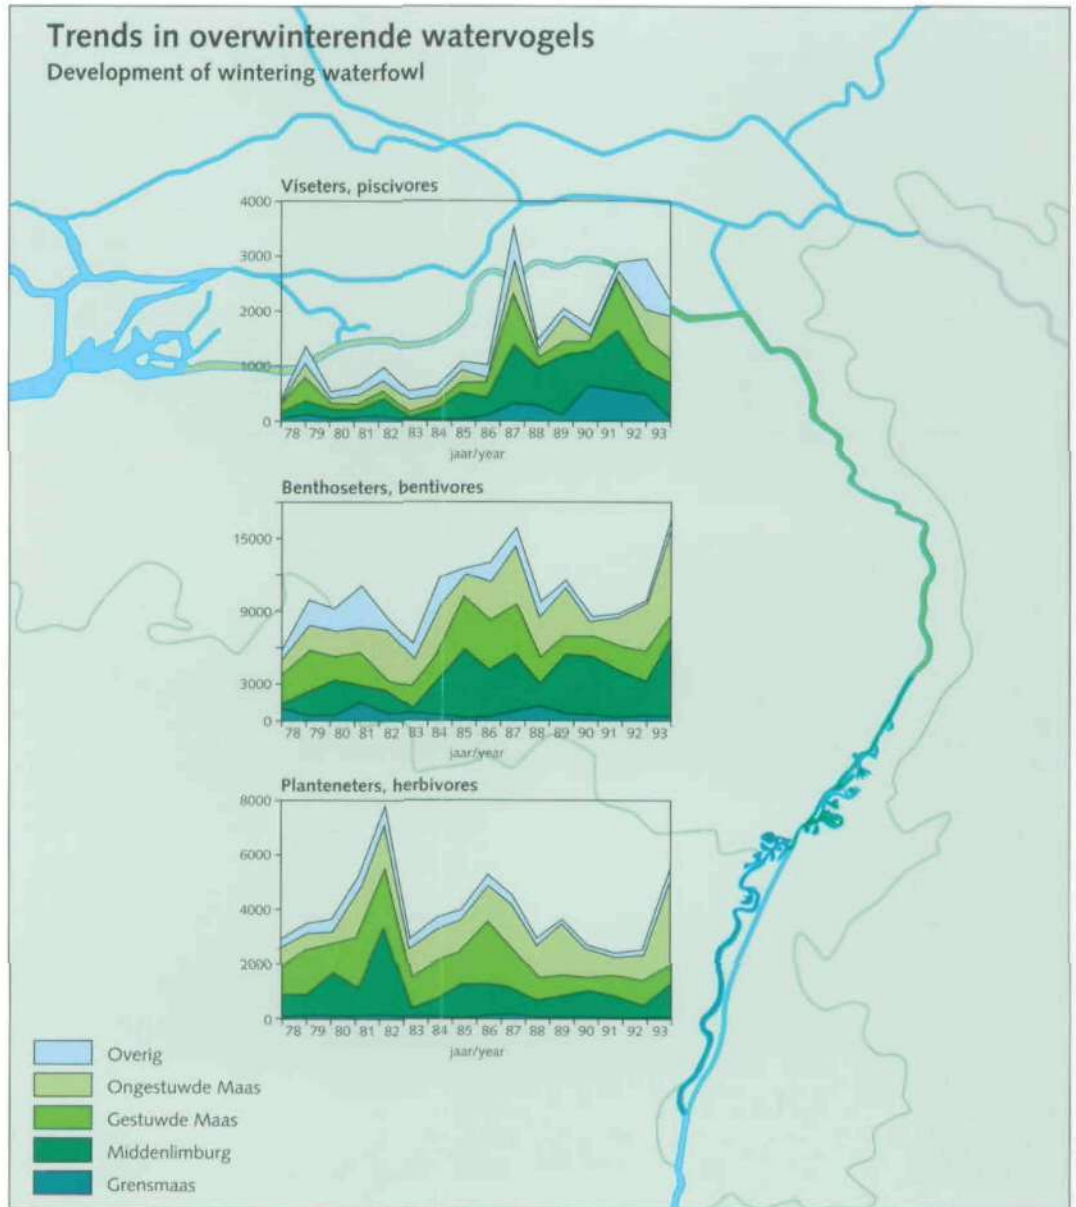 Trends in overwinterende watervogels
Development of wintering waterfowl
Viseters, piscivores
4000
3000
2000
1000
0
78 79 80 81 82 83 84 85 86 87 88 89 90 91 92 93
jaar/year
Benthoseters, bentivores
15000
9000
3000
0
78 79 80 81 82 83 84 85 86 87 88 89 90 91 92 93
jaar/year
Planteneters, herbivores
8000
6000
4000
2000
0
78 79 80 81 82 83 84 85 86 87 88 89 90 91 92 93
jaar/year
Overig
Ongestuwde Maas
Gestuwde Maas
Middenlimburg
Grensmaas